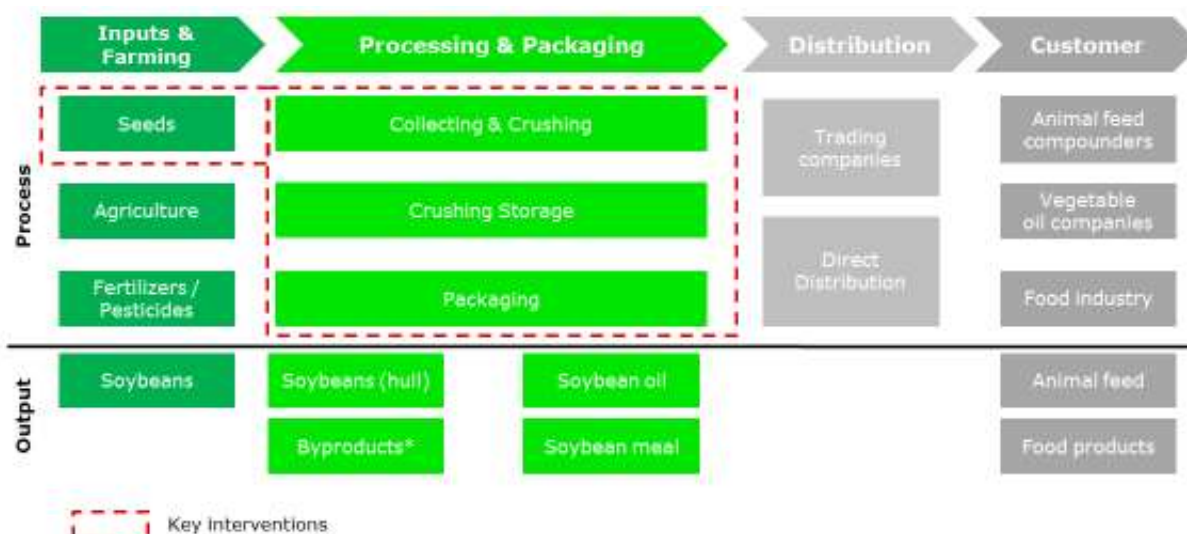 Inputs &
Farming
Processing & Packaging
Distribution
Customer
Process
Seeds
Collecting & Crushing
Trading
companies
Animal feed
compounders
Agriculture
Crushing Storage
Vegetable
oil companies
Direct
Distribution
Fertilizers /
Pesticides
Packaging
Food industry
Output
Soybeans
Soybeans (hull)
Soybean oil
Animal feed
Byproducts*
Soybean meal
Food products
Key interventions